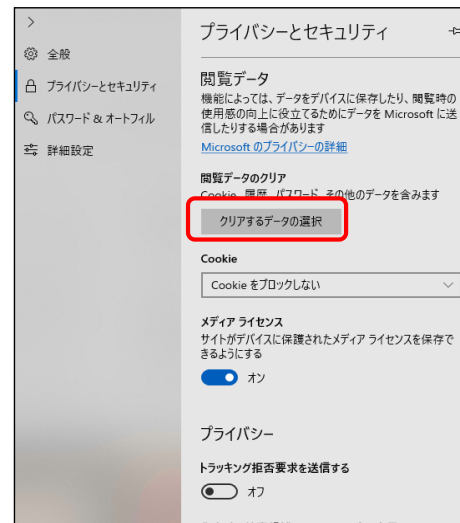 プライバシーとセキュリティ
全般
プライバシーとセキュリティ
パスワード & オートフィル
詳細設定
閲覧データ
機能によっては、データをデバイスに保存したり、閲覧時の
使用感の向上に役立てるためにデータを Microsoft に送
信したりする場合があります
Microsoft のプライバシーの詳細
閲覧データのクリア
Cookie、履歴、パスワード、その他のデータを含みます
クリアするデータの選択
Cookie
Cookie をブロックしない
メディア ライセンス
サイトがデバイスに保護されたメディア ライセンスを保存で
きるようにする
オン
プライバシー
トラッキング拒否要求を送信する
オフ